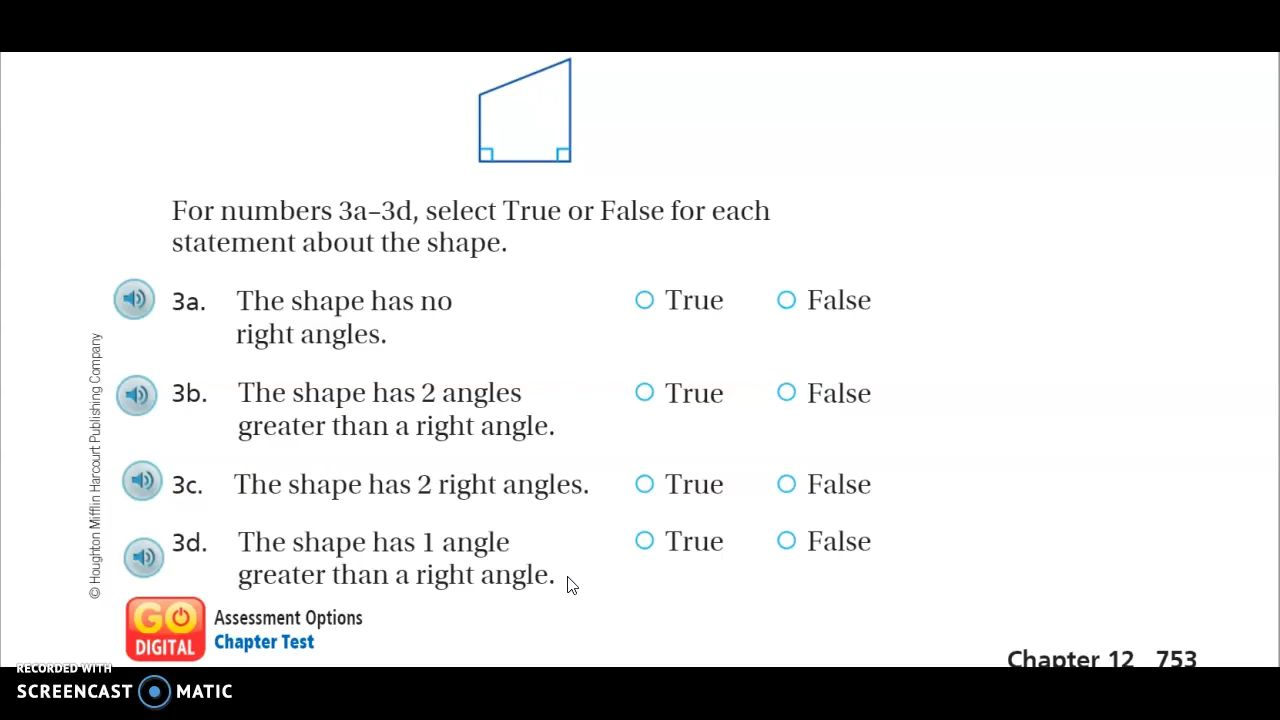 For numbers 3a–3d, select True or False for each
statement about the shape.
3a. The shape has no True False
right angles.
3b. The shape has 2 angles True False
greater than a right angle.
3c. The shape has 2 right angles. True False
3d. The shape has 1 angle True False
greater than a right angle.
© Houghton Mifflin Harcourt Publishing Company
GO
DIGITAL
Assessment Options
Chapter Test
Chapter 12 753
RECORDED WITH
SCREENCAST MATIC